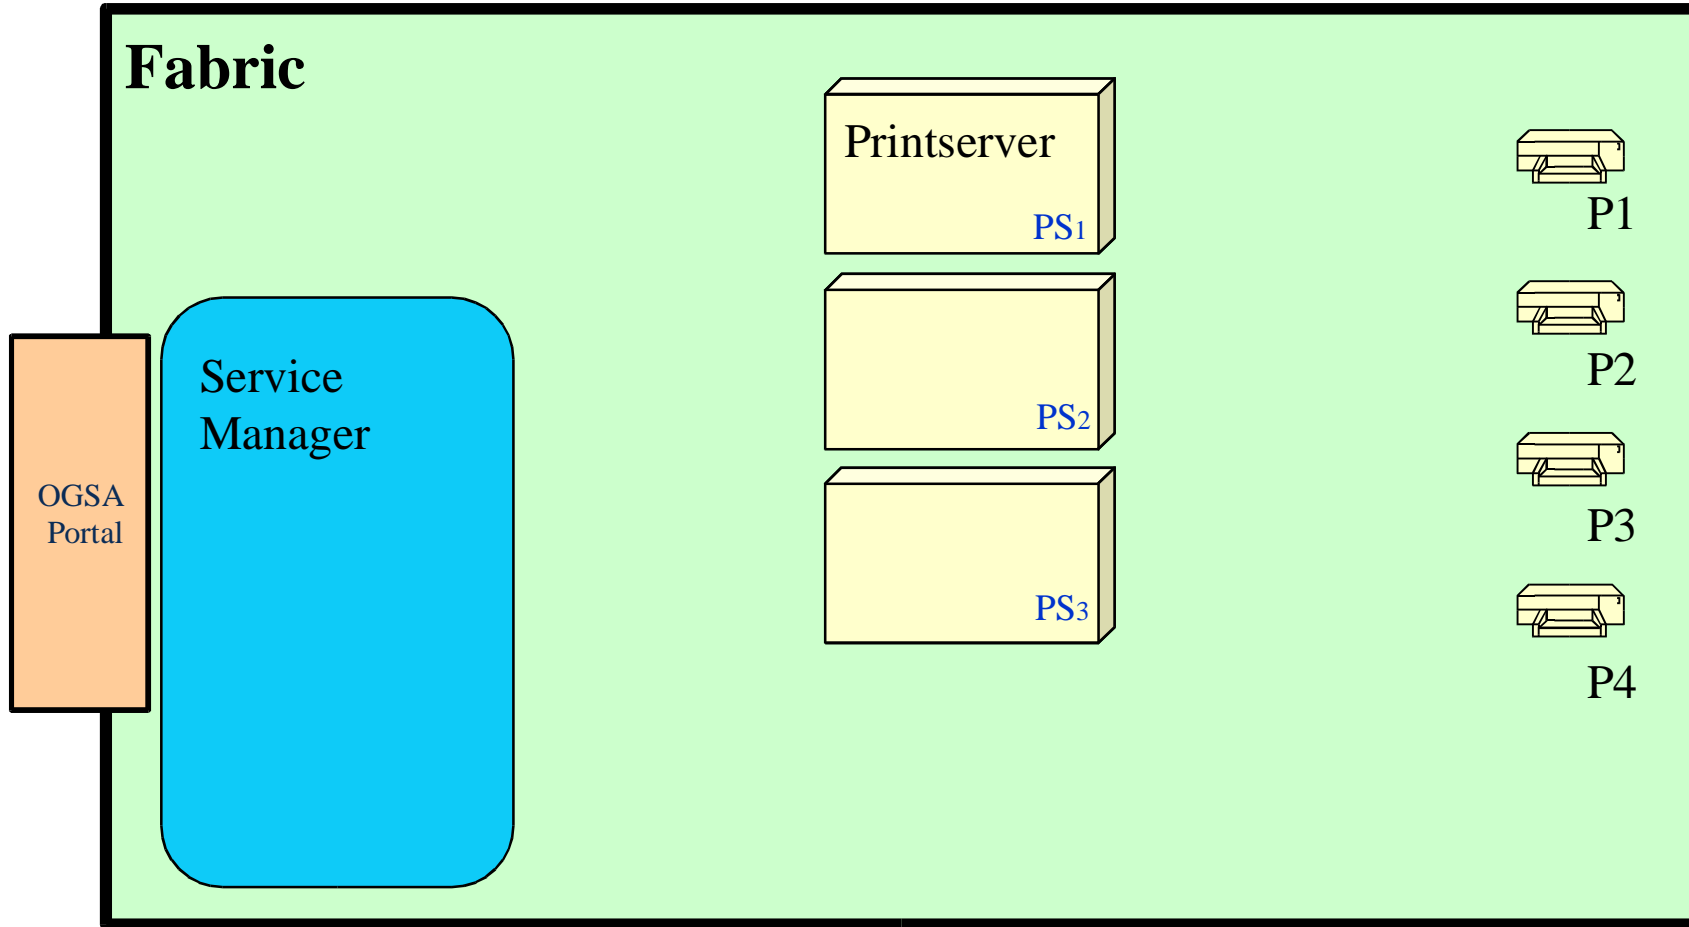 Fabric
Printserver
PS1
P1
PS2
P2
Service
Manager
OGSA
Portal
PS3
P3
P4